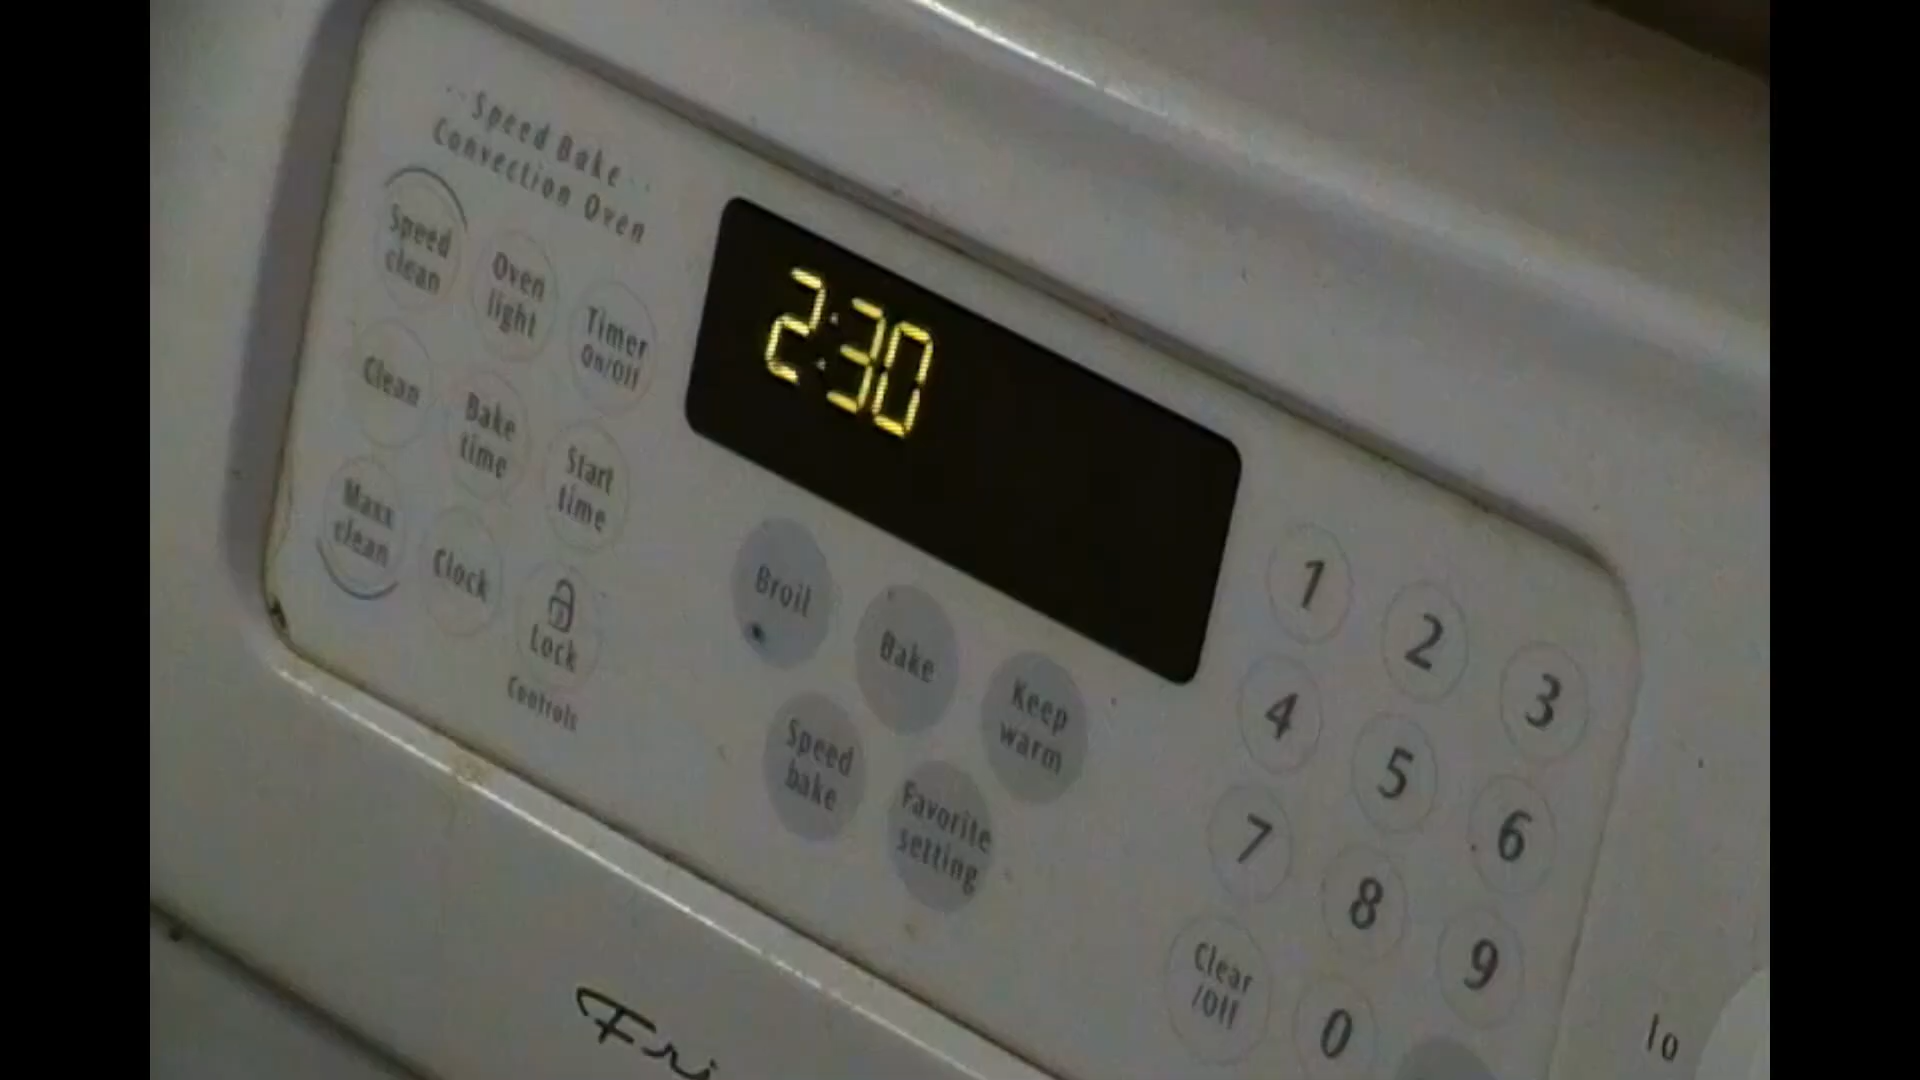 Speed Bake
Convection Oven
Speed
clean
Oven
light
Timer
On/Off
Clean
Bake
time
Start
time
Maxx
clean
Clock
Lock
Controls
2:30
Broil
Bake
Keep
warm
Speed
bake
Favorite
setting
1
2
3
4
5
6
7
8
9
Clear
/Off
0
Fri
lo